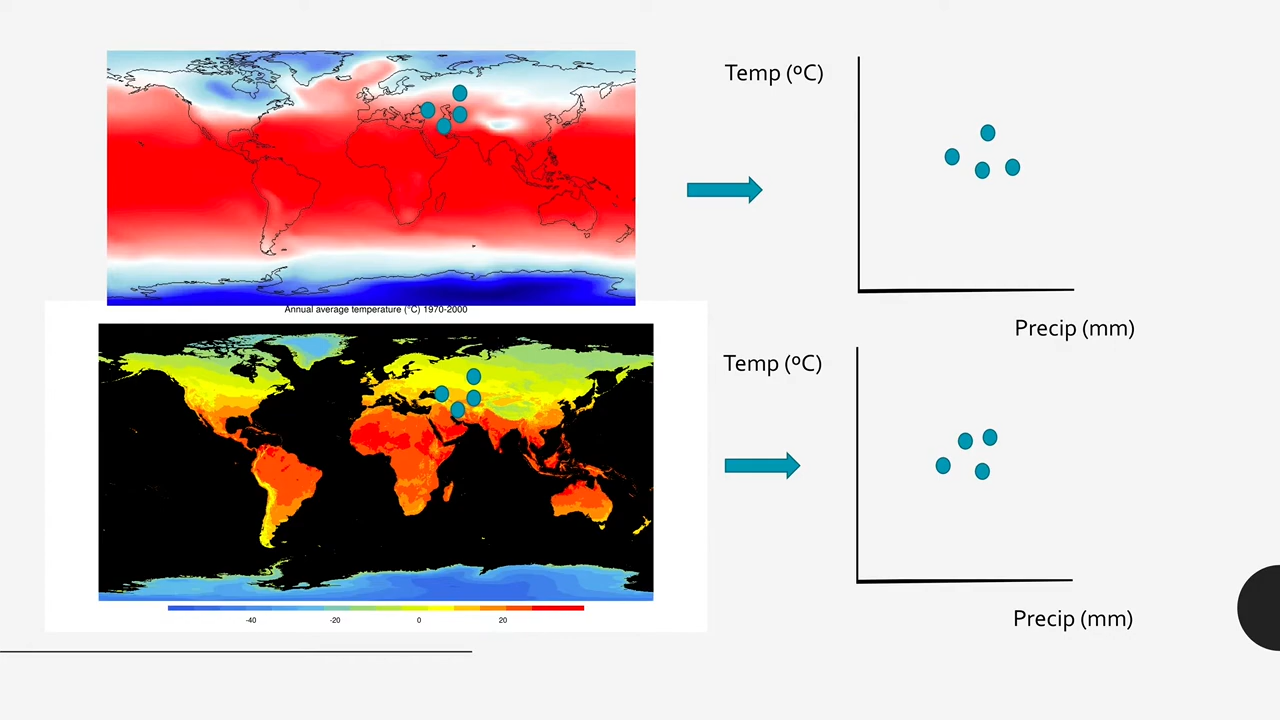 Temp (ºC)
Precip (mm)
Annual average temperature (°C) 1970-2000
Temp (ºC)
-40 -20 0 20
Precip (mm)